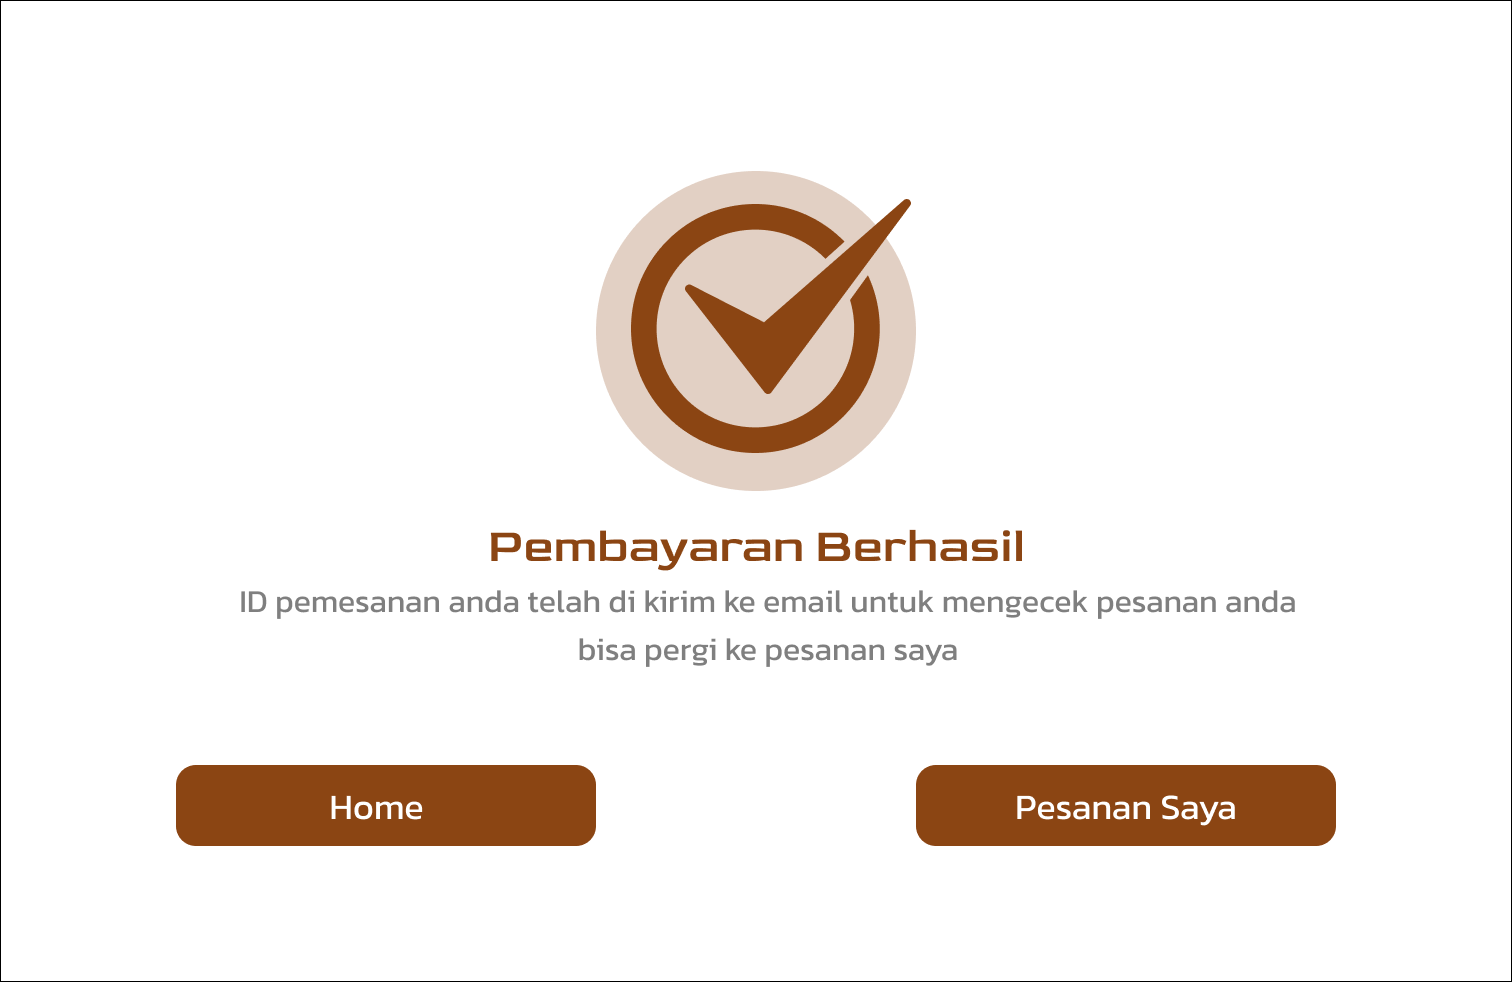 Pembayaran Berhasil
ID pemesanan anda telah di kirim ke email untuk mengecek pesanan anda
bisa pergi ke pesanan saya
Home
Pesanan Saya